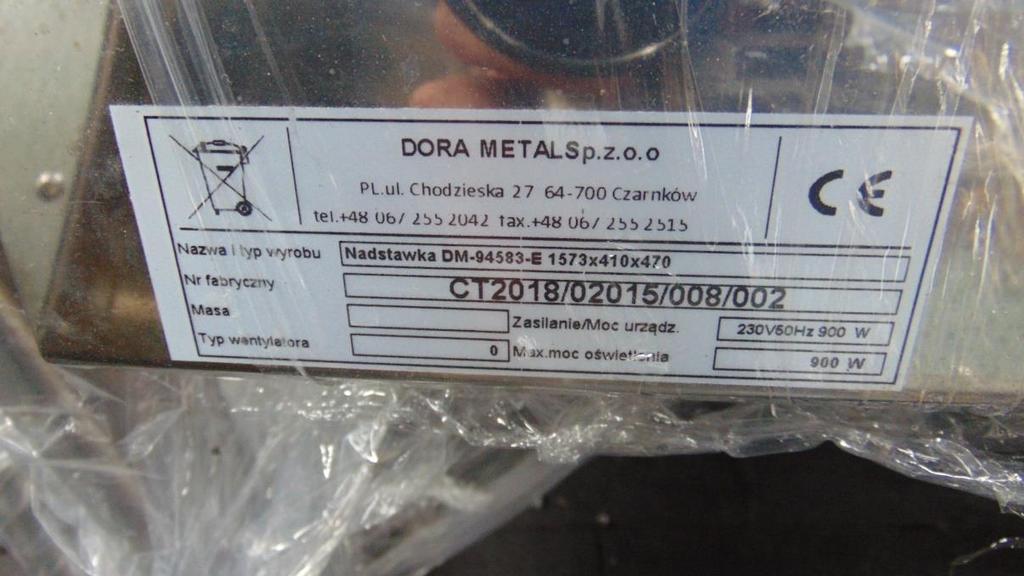 DORA METALSp.z.o.o
PL.ul. Chodzieska 27 64-700 Czarnków
tel.+48 067 255 2042 fax.+48 067 255 2515
CE
Nazwa i typ wyrobu Nadstawka DM-94583-E 1573x410x470
Nr fabryczny CT2018/02015/008/002
Masa Zasilanie/Moc urządz. 230V50Hz 900 W
Typ wentylatora 0 Max.moc oświetlenia 900 W